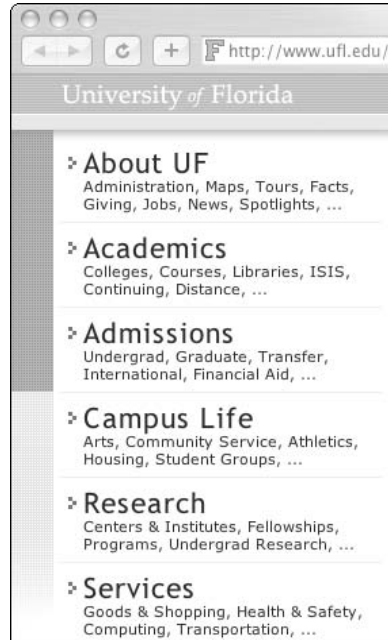 http://www.ufl.edu/
University of Florida
About UF
Administration, Maps, Tours, Facts,
Giving, Jobs, News, Spotlights, ...
Academics
Colleges, Courses, Libraries, ISIS,
Continuing, Distance, ...
Admissions
Undergrad, Graduate, Transfer,
International, Financial Aid, ...
Campus Life
Arts, Community Service, Athletics,
Housing, Student Groups, ...
Research
Centers & Institutes, Fellowships,
Programs, Undergrad Research, ...
Services
Goods & Shopping, Health & Safety,
Computing, Transportation, ...